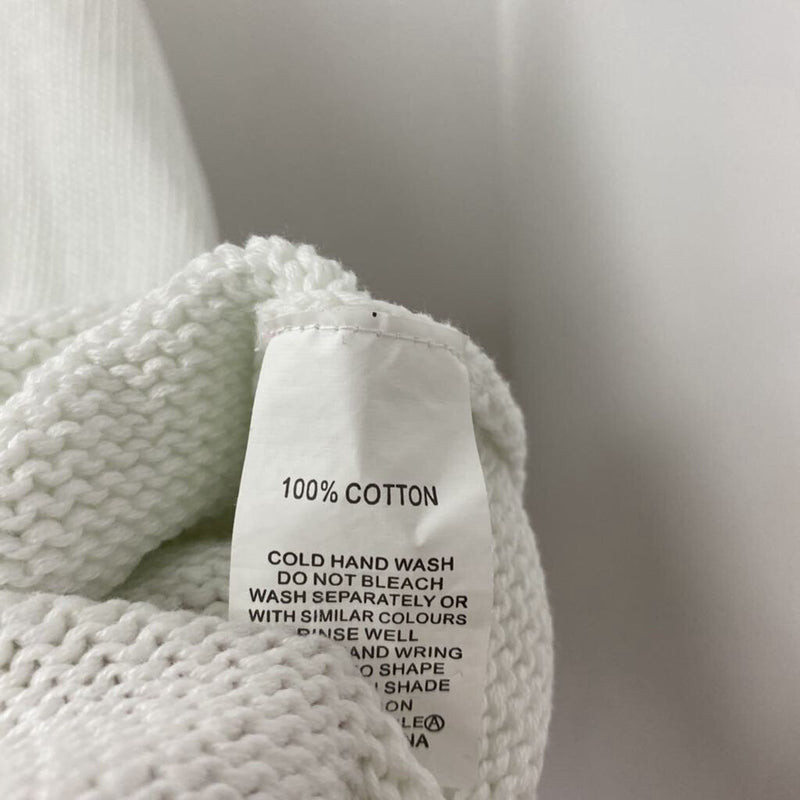 100% COTTON
COLD HAND WASH
DO NOT BLEACH
WASH SEPARATELY OR
WITH SIMILAR COLOURS
RINSE WELL
AND WRING
SHAPE
SHADE
ON
Ⓐ